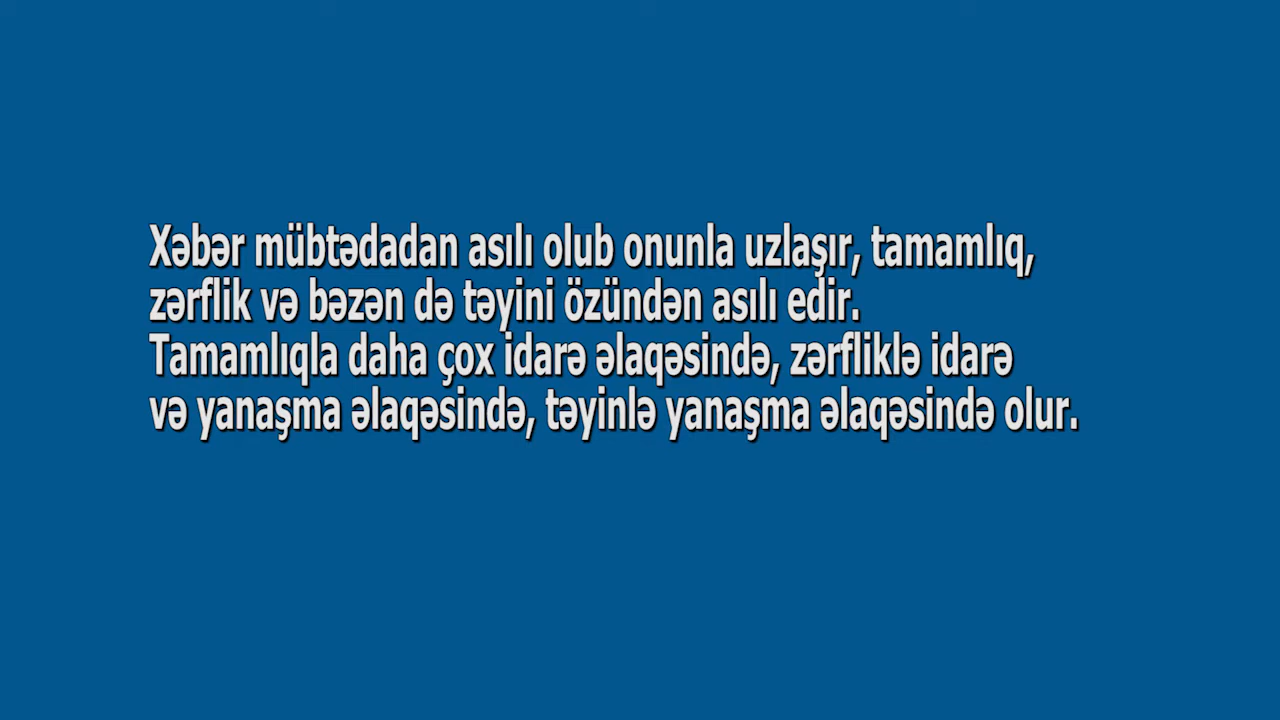 Xəbər mübtədadan asılı olub onunla uzlaşır, tamamlıq,
zərflik və bəzən də təyini özündən asılı edir.
Tamamlıqla daha çox idarə əlaqəsində, zərfliklə idarə
və yanaşma əlaqəsində, təyinlə yanaşma əlaqəsində olur.